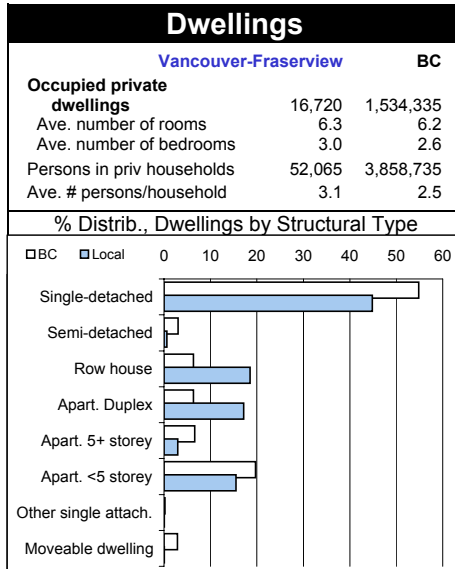 Dwellings
Vancouver-Fraserview BC
Occupied private
dwellings 16,720 1,534,335
Ave. number of rooms 6.3 6.2
Ave. number of bedrooms 3.0 2.6
Persons in priv households 52,065 3,858,735
Ave. # persons/household 3.1 2.5
% Distrib., Dwellings by Structural Type
BC Local 0 10 20 30 40 50 60
Single-detached
Semi-detached
Row house
Apart. Duplex
Apart. 5+ storey
Apart. <5 storey
Other single attach.
Moveable dwelling